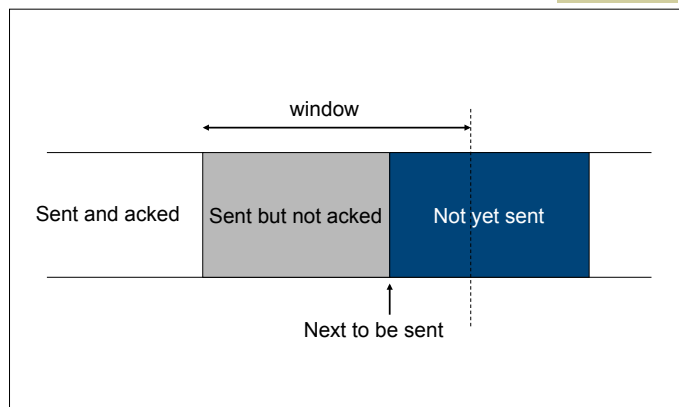 window
Sent and acked
Sent but not acked
Not yet sent
Next to be sent